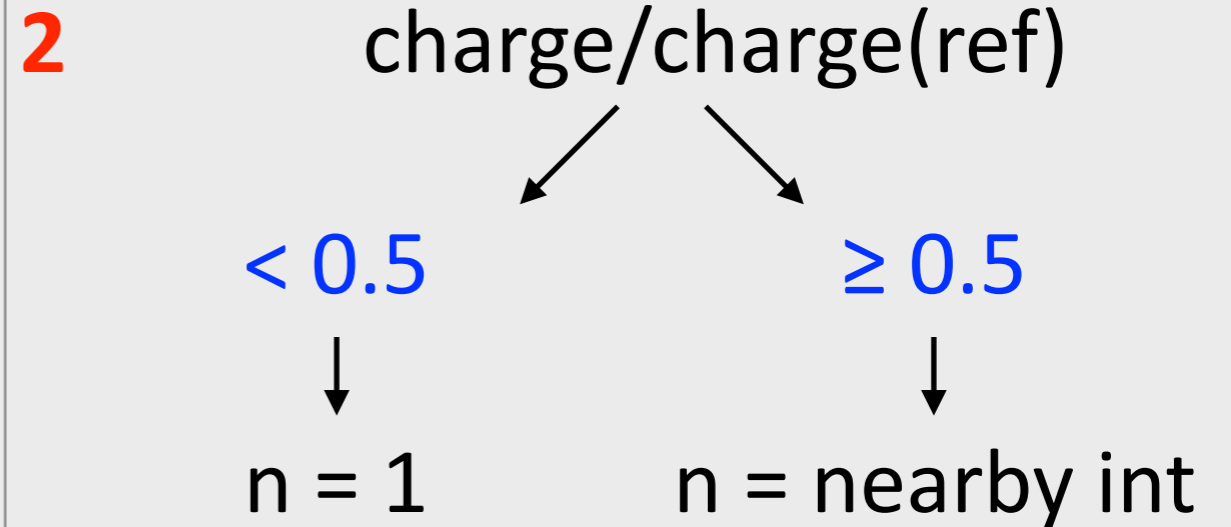 2 charge/charge(ref)
< 0.5 ≥ 0.5
n = 1 n = nearby int